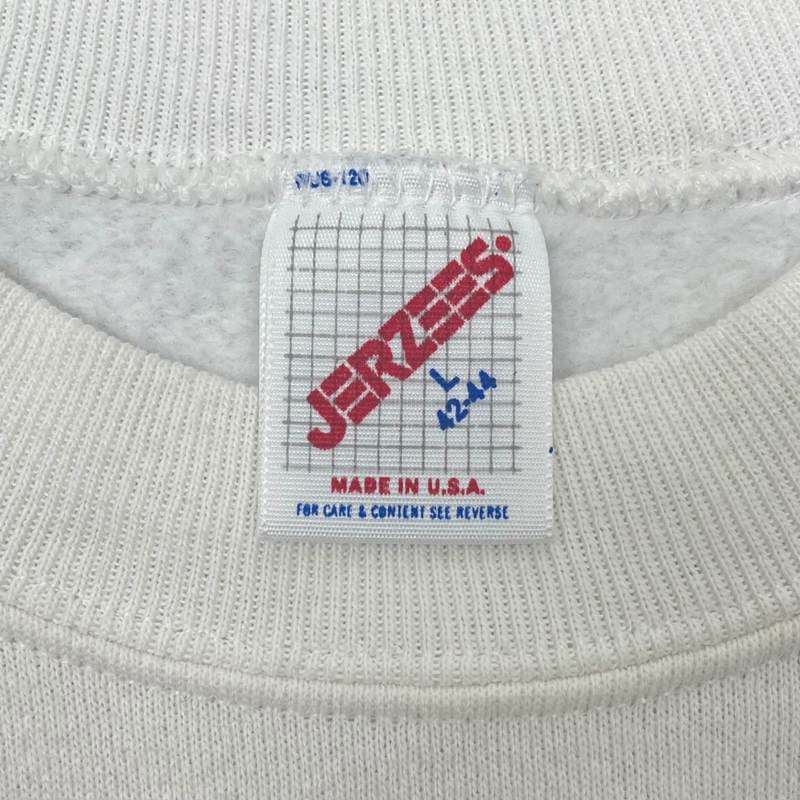 JERZEES
L
42-44
MADE IN U.S.A.
FOR CARE & CONTENT SEE REVERSE